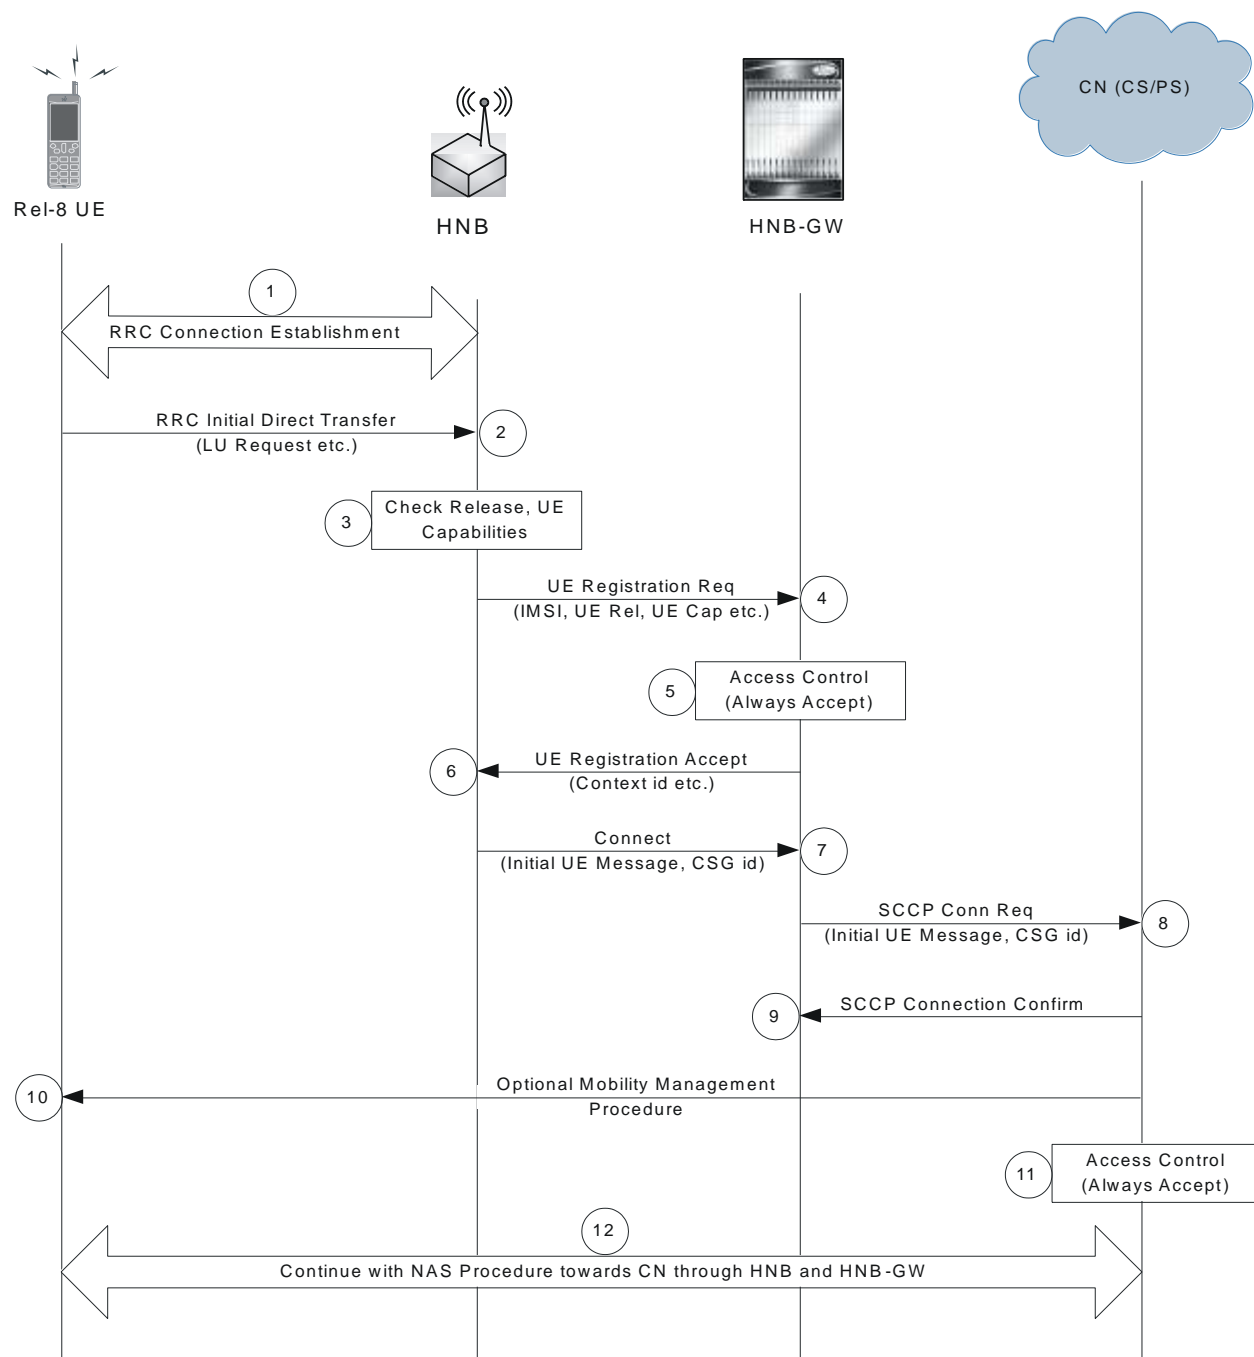 CN (CS/PS)
Rel-8 UE
HNB
HNB-GW
1
RRC Connection Establishment
RRC Initial Direct Transfer
(LU Request etc.)
2
3
Check Release, UE
Capabilities
UE Registration Req
(IMSI, UE Rel, UE Cap etc.)
4
5
Access Control
(Always Accept)
6
UE Registration Accept
(Context id etc.)
Connect
(Initial UE Message, CSG id)
7
SCCP Conn Req
(Initial UE Message, CSG id)
8
9
SCCP Connection Confirm
10
Optional Mobility Management
Procedure
11
Access Control
(Always Accept)
12
Continue with NAS Procedure towards CN through HNB and HNB-GW